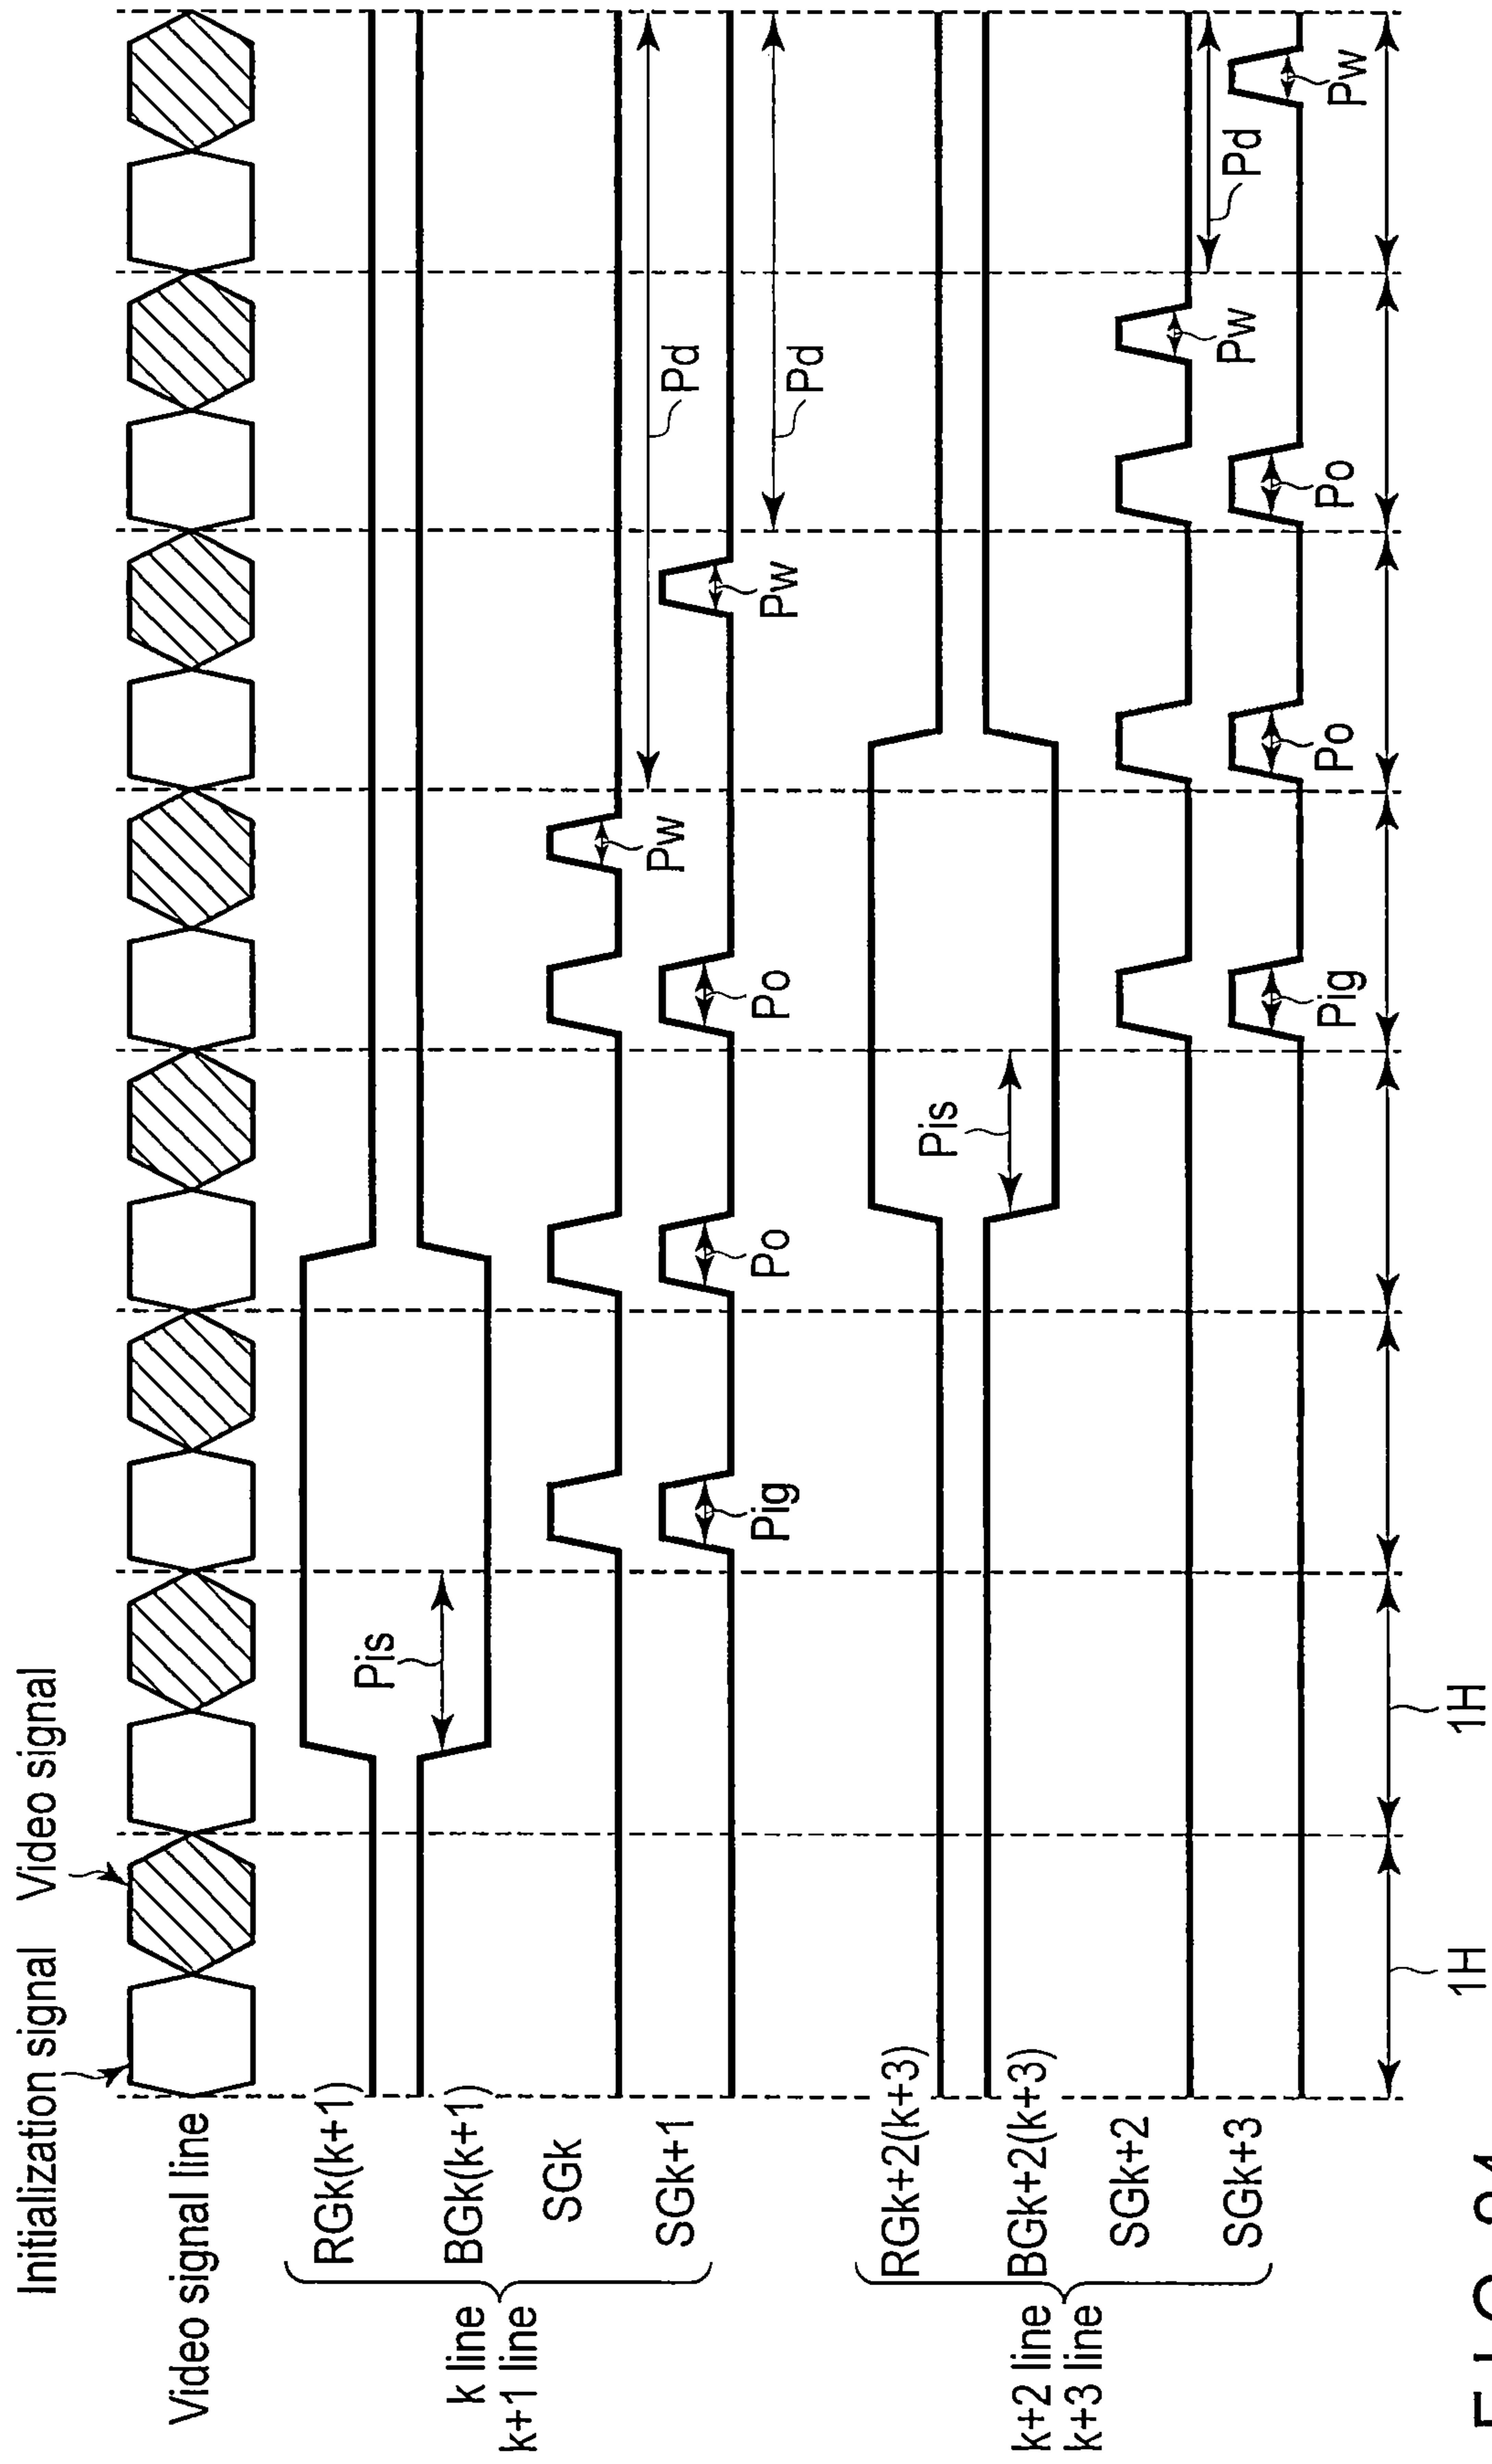 Initialization signal Video signal
Video signal line
RGk(k+1)
BGk(k+1)
Pis
k line
k+1 line
SGk
Pw
SGk+1
Pd
Pig
Po
Po
Pw
Pd
RGk+2(k+3)
BGk+2(k+3)
Pis
k+2 line
k+3 line
SGk+2
Pw
Pd
SGk+3
Pig
Po
Po
Pw
1H
1H